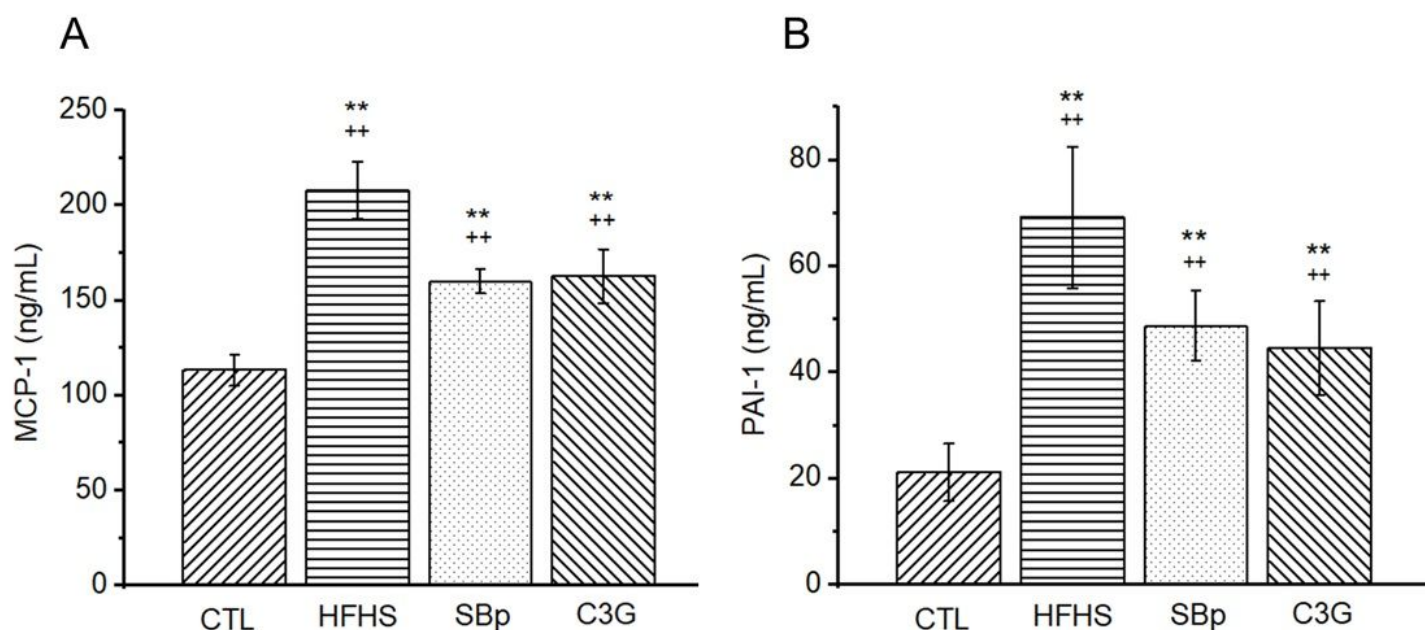 A
MCP-1 (ng/mL)
250
200
150
100
50
0
**
++
**
++
**
++
CTL
HFHS
SBp
C3G
B
PAI-1 (ng/mL)
80
60
40
20
0
**
++
**
++
**
++
CTL
HFHS
SBp
C3G